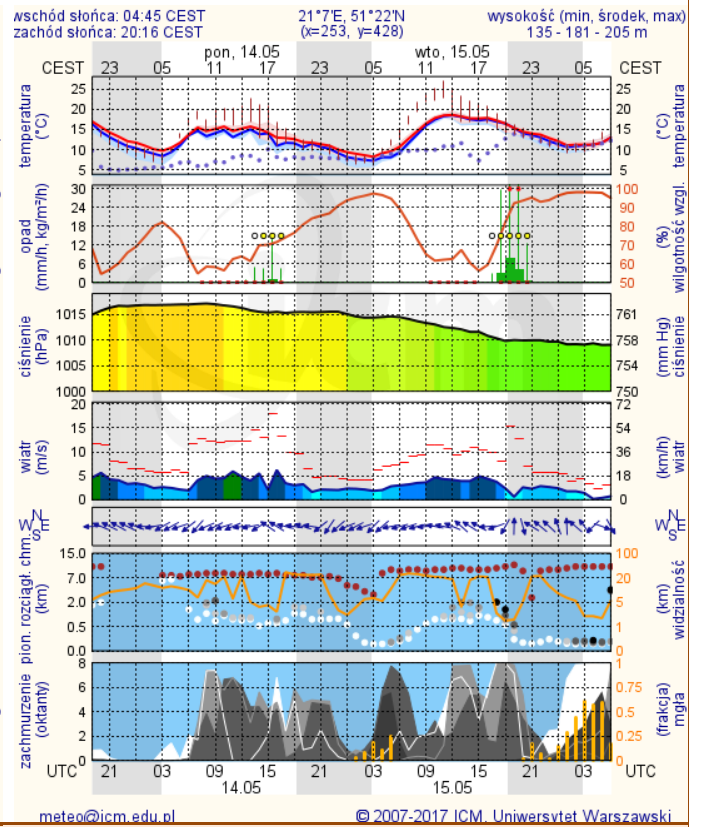 wschód słońca: 04:45 CEST 21°7'E, 51°22'N wysokość (min, środek, max)
zachód słońca: 20:16 CEST (x=253, y=428) 135 - 181 - 205 m
pon, 14.05 wto, 15.05
CEST 23 05 11 17 23 05 11 17 23 05 CEST
temperatura (°C)
25 20 15 10 5
25 20 15 10 5
temperatura (°C)
opad (mm/h, kg/m²/h)
30 24 18 12 6 0
100 90 80 70 60 50
(%) wilgotność wzgl.
ciśnienie (hPa)
1015 1010 1005 1000
761 758 754 750
(mm Hg) ciśnienie
wiatr (m/s)
20 15 10 5 0
72 54 36 18 0
(km/h) wiatr
N W E S
N W E S
pion. rozciągł. chm. (km)
15.0 7.0 2.0 0.5 0.0
100 20 5 1 0
(km) widzialność
zachmurzenie (oktanty)
8 6 4 2 0
1 0.75 0.5 0.25 0
(frakcja) mgła
UTC 21 03 09 15 21 03 09 15 21 03 UTC
14.05 15.05
meteo@icm.edu.pl © 2007-2017 ICM, Uniwersytet Warszawski